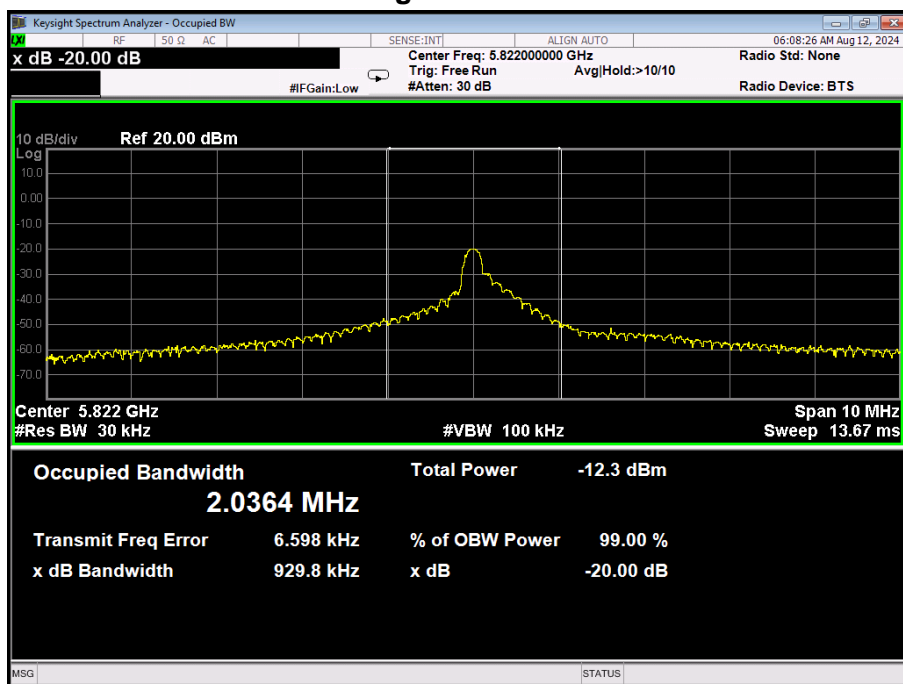 Keysight Spectrum Analyzer - Occupied BW
LXI RF 50 Ω AC SENSE:INT ALIGN AUTO 06:08:26 AM Aug 12, 2024
x dB -20.00 dB Center Freq: 5.822000000 GHz Radio Std: None
Trig: Free Run Avg|Hold:>10/10
#IFGain:Low #Atten: 30 dB Radio Device: BTS
10 dB/div Ref 20.00 dBm
Log
10.0
0.00
-10.0
-20.0
-30.0
-40.0
-50.0
-60.0
-70.0
Center 5.822 GHz Span 10 MHz
#Res BW 30 kHz #VBW 100 kHz Sweep 13.67 ms
Occupied Bandwidth Total Power -12.3 dBm
2.0364 MHz
Transmit Freq Error 6.598 kHz % of OBW Power 99.00 %
x dB Bandwidth 929.8 kHz x dB -20.00 dB
MSG STATUS